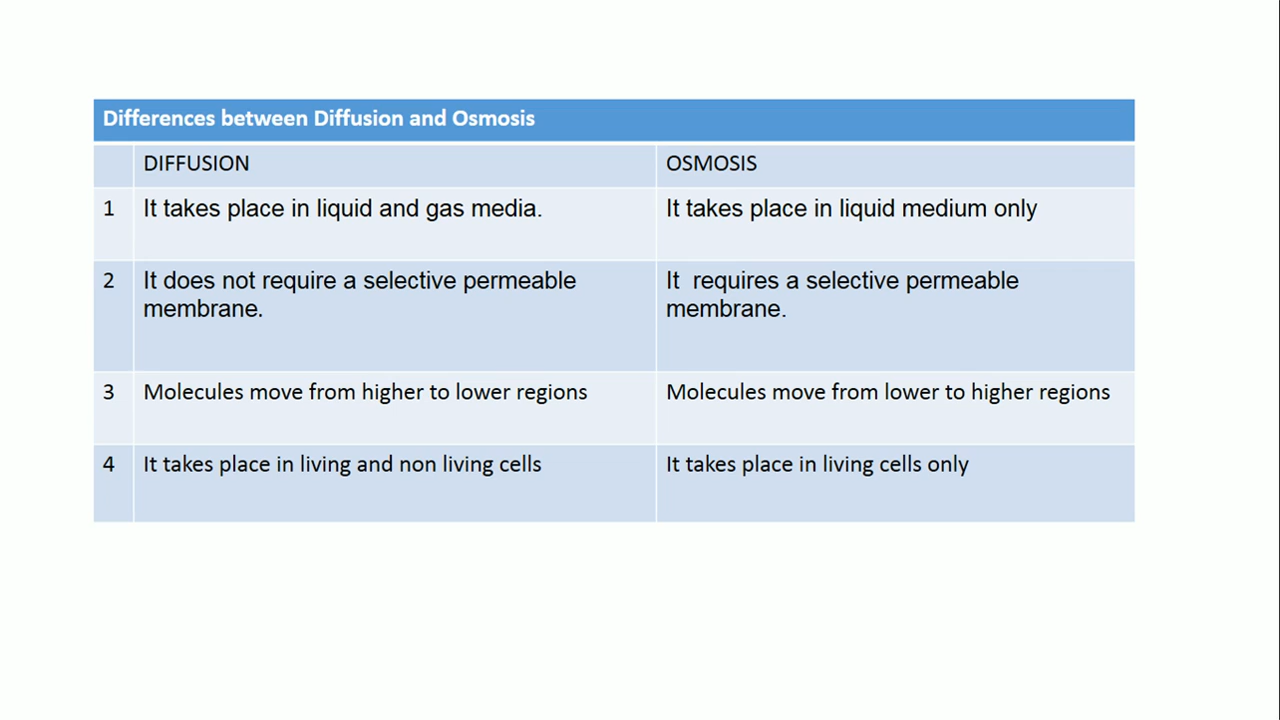 Differences between Diffusion and Osmosis
DIFFUSION OSMOSIS
1 It takes place in liquid and gas media. It takes place in liquid medium only
2 It does not require a selective permeable
membrane.
It  requires a selective permeable
membrane.
3 Molecules move from higher to lower regions Molecules move from lower to higher regions
4 It takes place in living and non living cells It takes place in living cells only